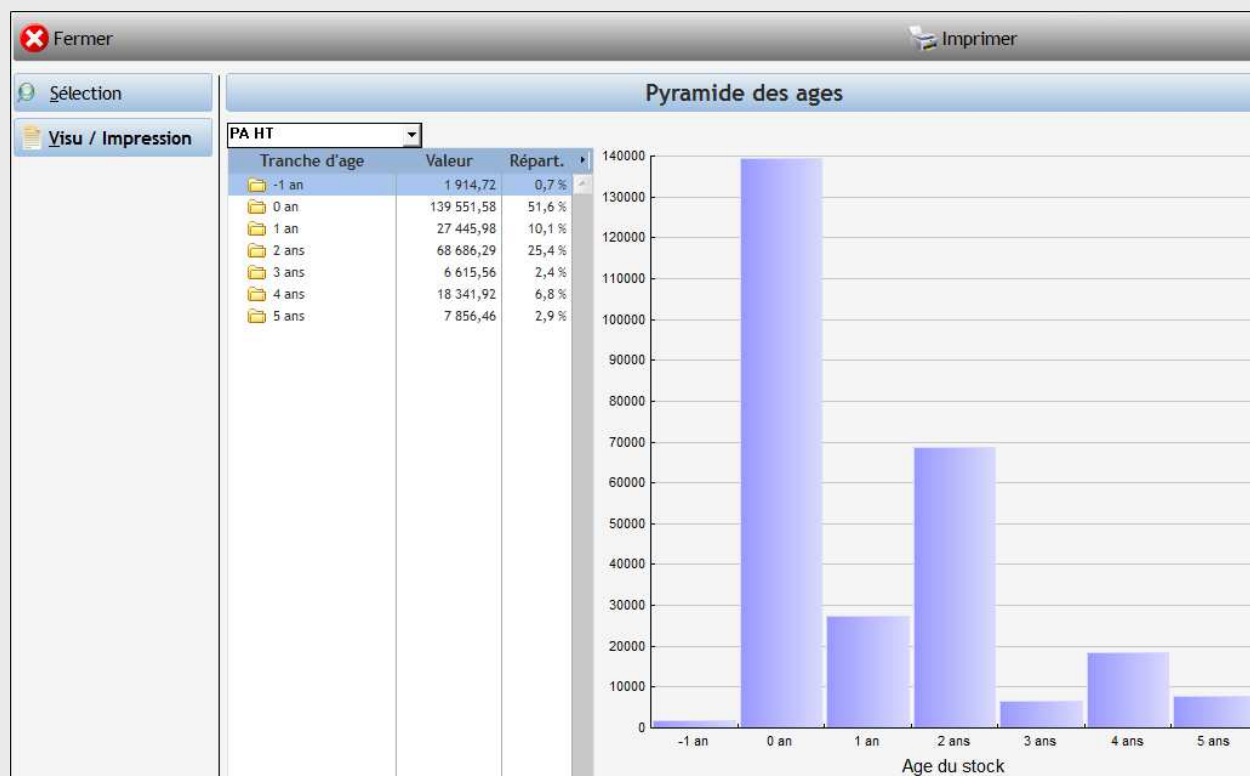 Fermer
Imprimer
Sélection
Visu / Impression
Pyramide des ages
PA HT
Tranche d'age Valeur Répart.
-1 an 1 914,72 0,7 %
0 an 139 551,58 51,6 %
1 an 27 445,98 10,1 %
2 ans 68 686,29 25,4 %
3 ans 6 615,56 2,4 %
4 ans 18 341,92 6,8 %
5 ans 7 856,46 2,9 %
140000
130000
120000
110000
100000
90000
80000
70000
60000
50000
40000
30000
20000
10000
0
-1 an 0 an 1 an 2 ans 3 ans 4 ans 5 ans
Age du stock